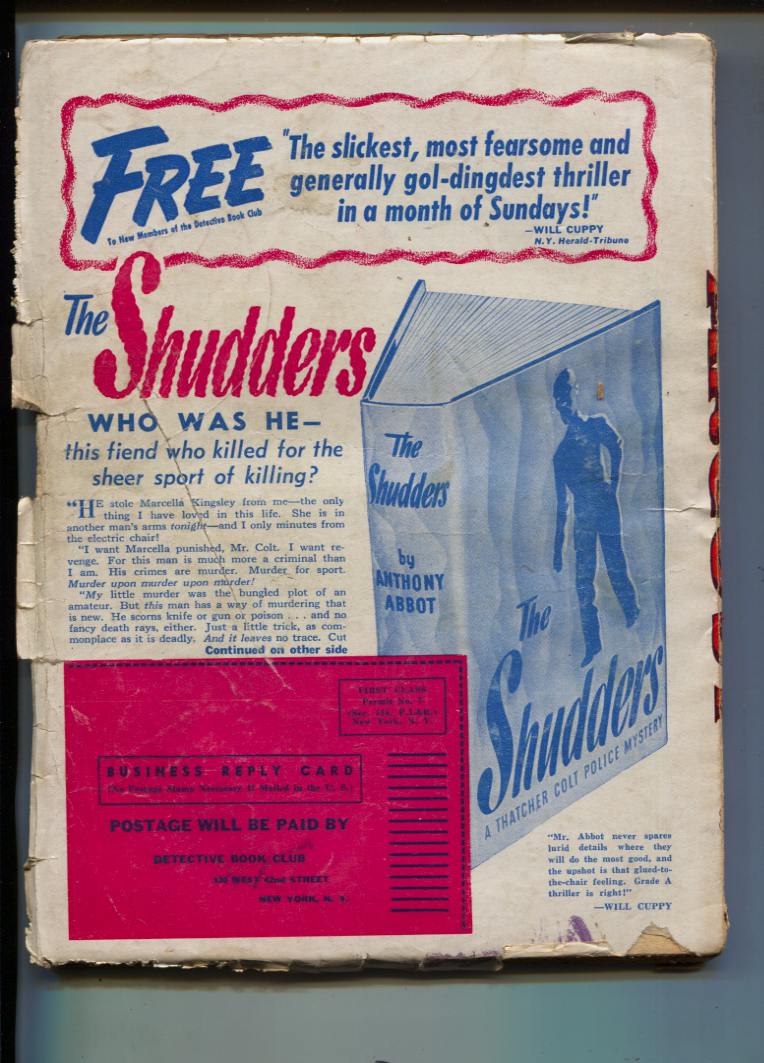 FREE
To New Members of the Detective Book Club
"The slickest, most fearsome and
generally gol-dingdest thriller
in a month of Sundays!"
—WILL CUPPY
N.Y. Herald-Tribune
The Shudders
WHO WAS HE—
this fiend who killed for the
sheer sport of killing?
"HE stole Marcella Kingsley from me—the only
thing I have loved in this life. She is in
another man's arms tonight—and I only minutes from
the electric chair!
"I want Marcella punished, Mr. Colt. I want re-
venge. For this man is much more a criminal than
I am. His crimes are murder. Murder for sport.
Murder upon murder upon murder!
"My little murder was the bungled plot of an
amateur. But this man has a way of murdering that
is new. He scorns knife or gun or poison . . . and no
fancy death rays, either. Just a little trick, as com-
monplace as it is deadly. And it leaves no trace. Cut
Continued on other side
The
Shudders
by
ANTHONY
ABBOT
The
Shudders
A THATCHER COLT POLICE MYSTERY
FIRST CLASS
Permit No.
New York, N. Y.
BUSINESS REPLY CARD
(No Postage Stamp Necessary If Mailed in the U. S.)
POSTAGE WILL BE PAID BY
DETECTIVE BOOK CLUB
WEST 42nd STREET
NEW YORK, N. Y.
"Mr. Abbot never spares
lurid details where they
will do the most good, and
the upshot is that glued-to-
the-chair feeling. Grade A
thriller is right!"
—WILL CUPPY